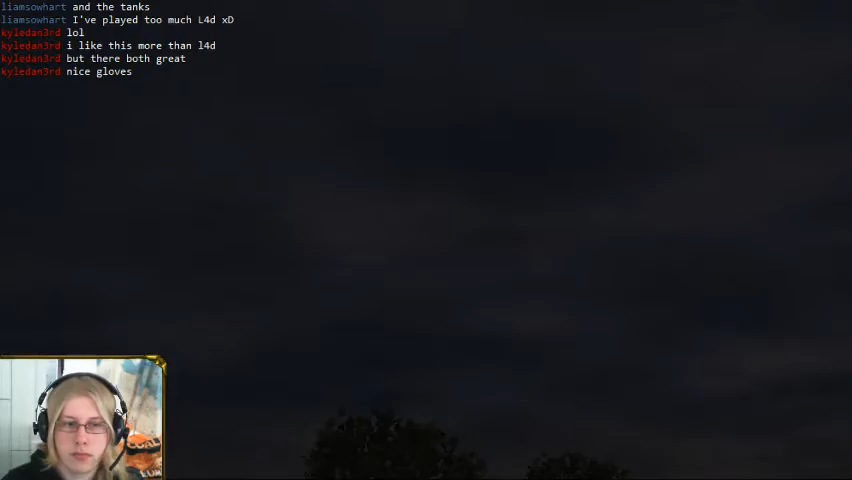 liamsowhart and the tanks
liamsowhart I've played too much L4d xD
kyledan3rd lol
kyledan3rd i like this more than l4d
kyledan3rd but there both great
kyledan3rd nice gloves